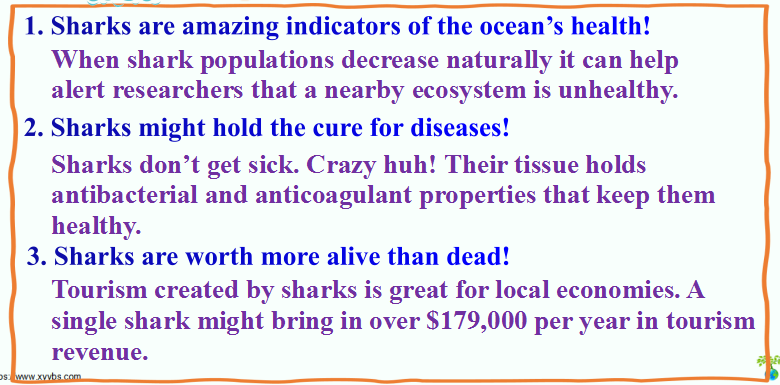 1. Sharks are amazing indicators of the ocean's health!
When shark populations decrease naturally it can help
alert researchers that a nearby ecosystem is unhealthy.
2. Sharks might hold the cure for diseases!
Sharks don't get sick. Crazy huh! Their tissue holds
antibacterial and anticoagulant properties that keep them
healthy.
3. Sharks are worth more alive than dead!
Tourism created by sharks is great for local economies. A
single shark might bring in over $179,000 per year in tourism
revenue.
www.xyybs.com